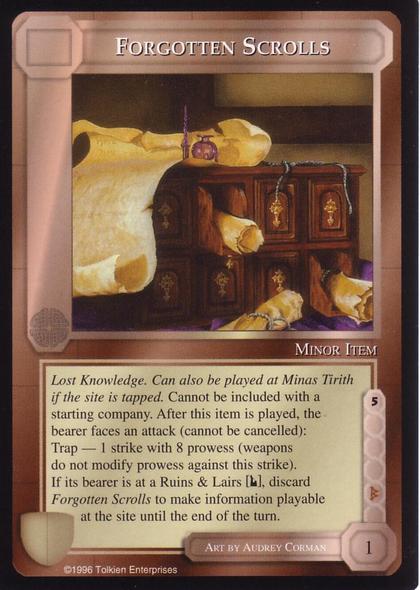 FORGOTTEN SCROLLS
MINOR ITEM
Lost Knowledge. Can also be played at Minas Tirith
if the site is tapped. Cannot be included with a
starting company. After this item is played, the
bearer faces an attack (cannot be cancelled):
Trap — 1 strike with 8 prowess (weapons
do not modify prowess against this strike).
If its bearer is at a Ruins & Lairs [], discard
Forgotten Scrolls to make information playable
at the site until the end of the turn.
5
ART BY AUDREY CORMAN
1
©1996 Tolkien Enterprises